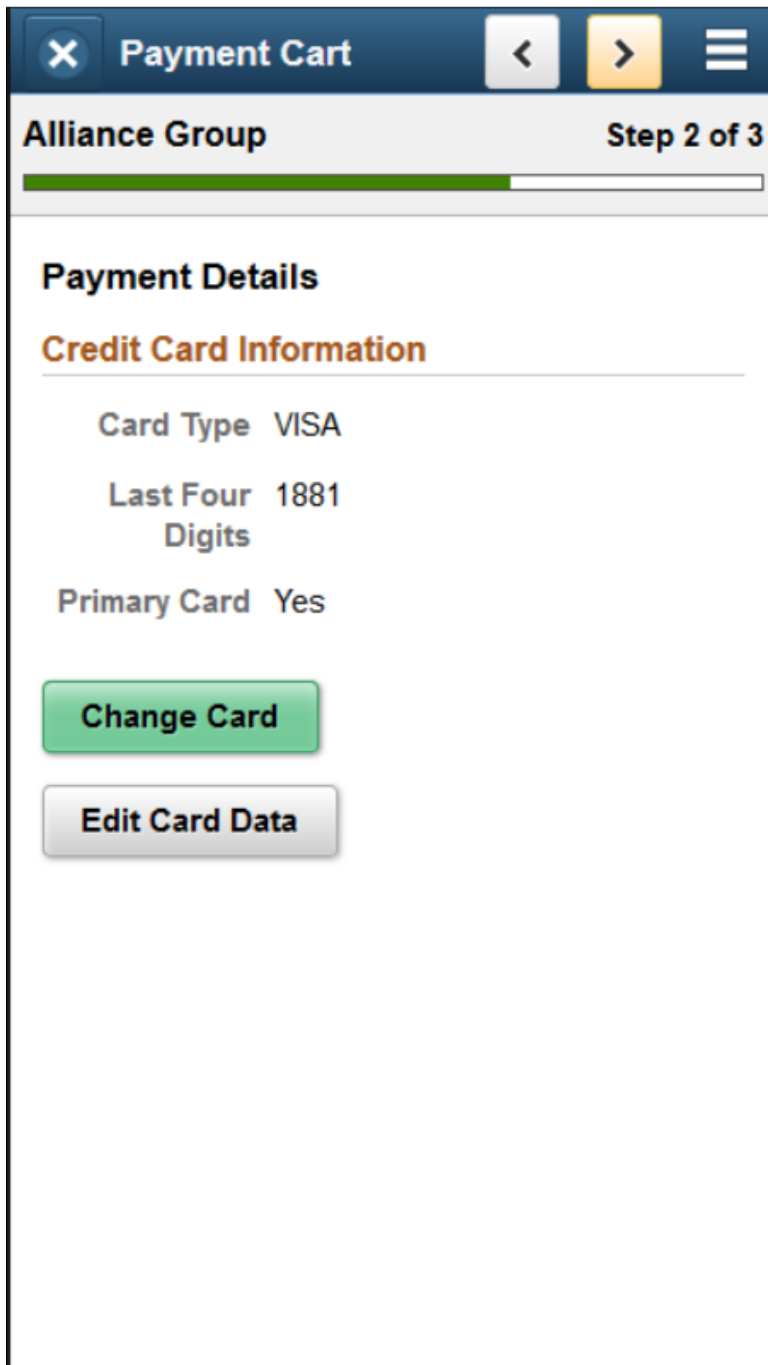 Payment Cart
Alliance Group Step 2 of 3
Payment Details
Credit Card Information
Card Type VISA
Last Four 1881
Digits
Primary Card Yes
Change Card
Edit Card Data